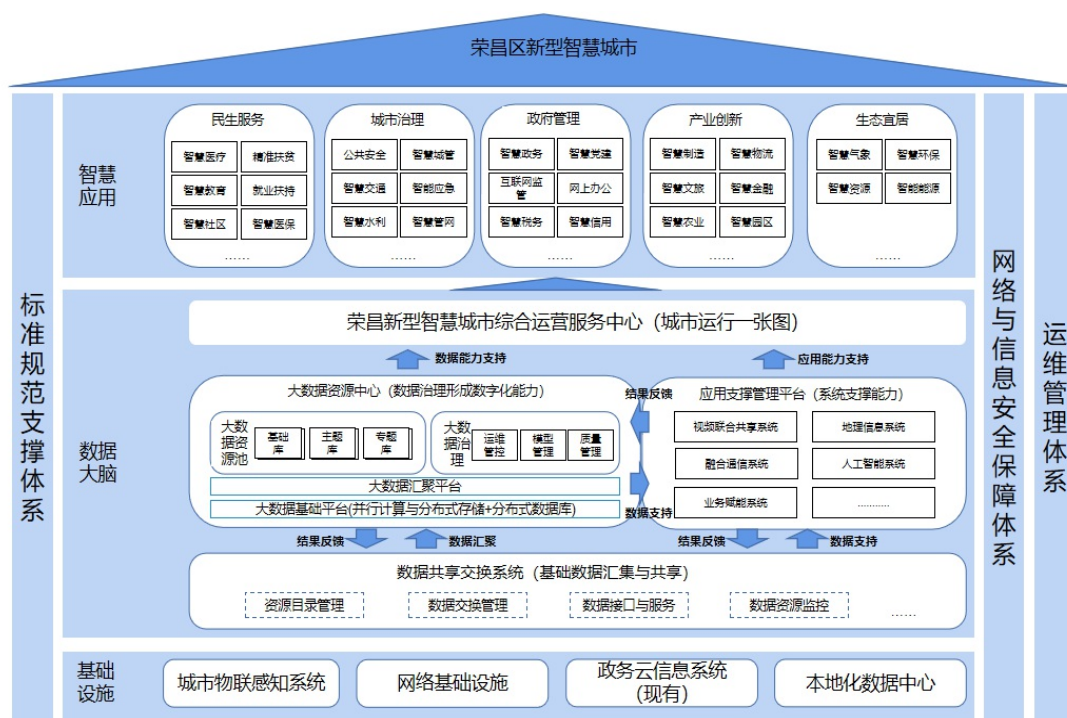 荣昌区新型智慧城市
标准规范支撑体系
智慧
应用
民生服务
智慧医疗
精准扶贫
智慧教育
就业扶持
智慧社区
智慧医保
……
城市治理
公共安全
智慧城管
智慧交通
智能应急
智慧水利
智慧管网
……
政府管理
智慧政务
智慧党建
互联网监
管
网上办公
智慧税务
智慧信用
……
产业创新
智慧制造
智慧物流
智慧文旅
智慧金融
智慧农业
智慧园区
……
生态宜居
智慧气象
智慧环保
智慧资源
智能能源
……
数据
大脑
荣昌新型智慧城市综合运营服务中心（城市运行一张图）
数据能力支持
应用能力支持
大数据资源中心（数据治理形成数字化能力）
大数
据资
源池
基础
库
主题
库
专题
库
大数
据治
理
运维
管控
模型
管理
质量
管理
大数据汇聚平台
大数据基础平台(并行计算与分布式存储+分布式数据库)
结果反馈
数据支持
应用支撑管理平台（系统支撑能力）
视频联合共享系统
地理信息系统
融合通信系统
人工智能系统
业务赋能系统
...........
结果反馈
数据汇聚
结果反馈
数据支持
数据共享交换系统（基础数据汇集与共享）
资源目录管理
数据交换管理
数据接口与服务
数据资源监控
……
基础
设施
城市物联感知系统
网络基础设施
政务云信息系统
（现有）
本地化数据中心
网络与信息安全保障体系
运维管理体系